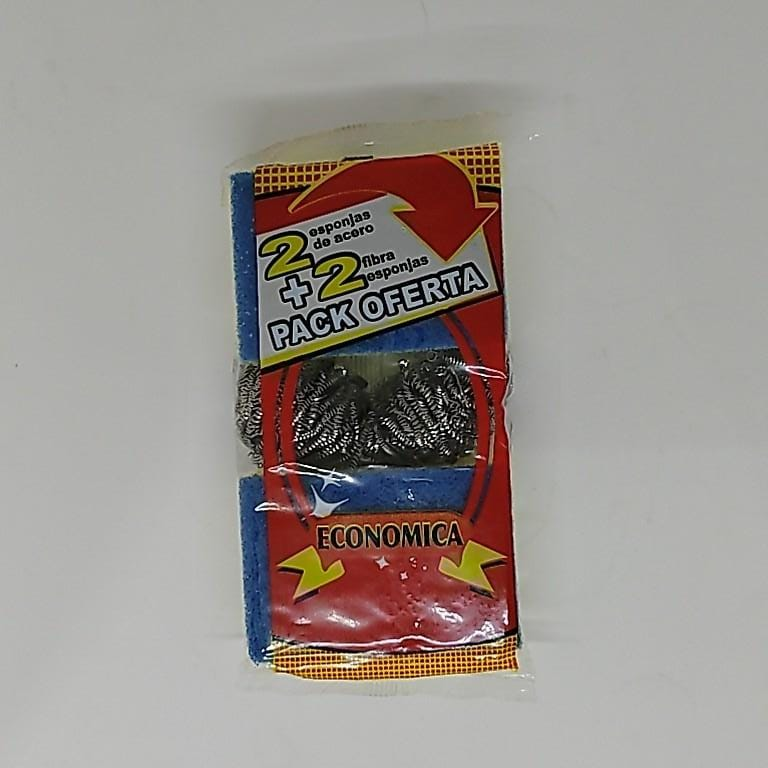 2 esponjas
de acero
+ 2 fibra
esponjas
PACK OFERTA
ECONOMICA